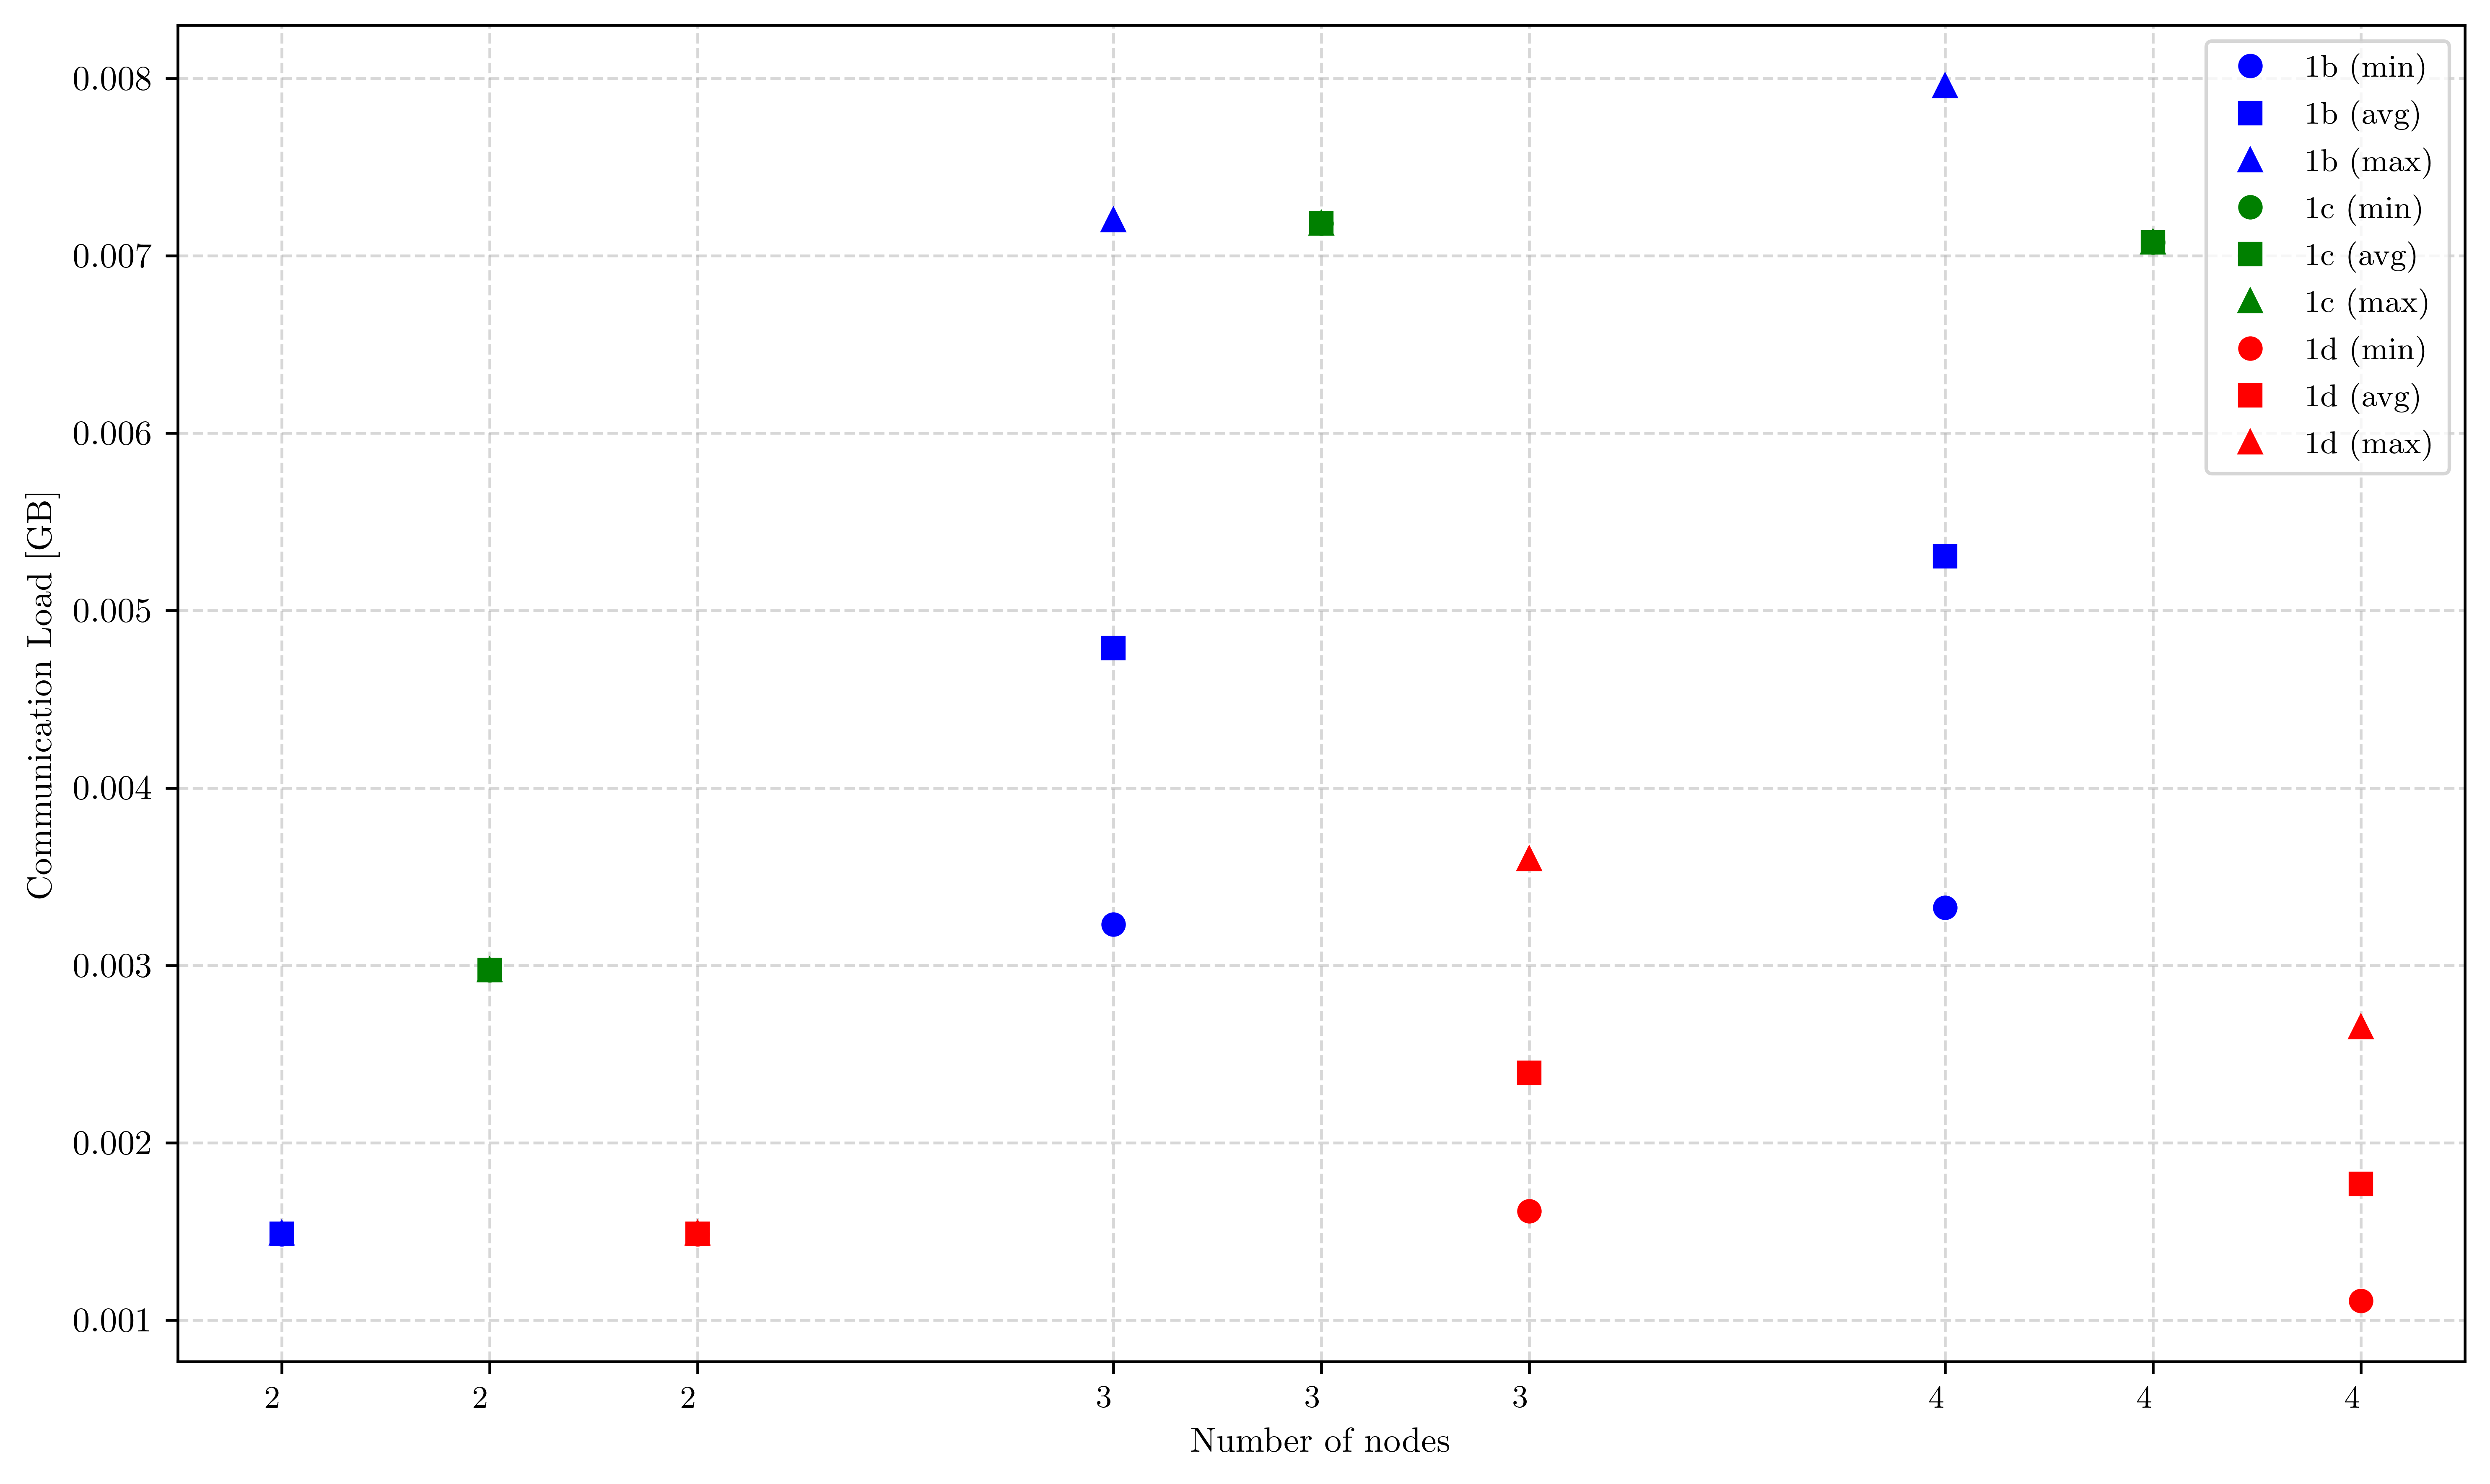 0.008
0.007
0.006
0.005
0.004
0.003
0.002
0.001
Communication Load [GB]
2 2 2 3 3 3 4 4 4
Number of nodes
1b (min)
1b (avg)
1b (max)
1c (min)
1c (avg)
1c (max)
1d (min)
1d (avg)
1d (max)